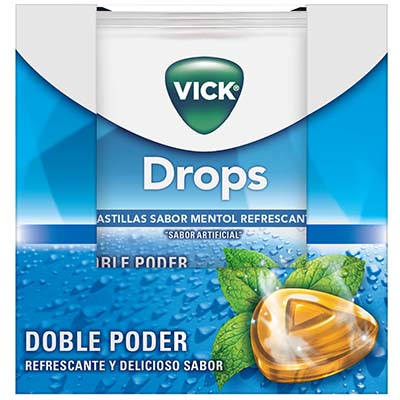 VICK®
Drops
ASTILLAS SABOR MENTOL REFRESCANT
"SABOR ARTIFICIAL"
BLE PODER
DOBLE PODER
REFRESCANTE Y DELICIOSO SABOR